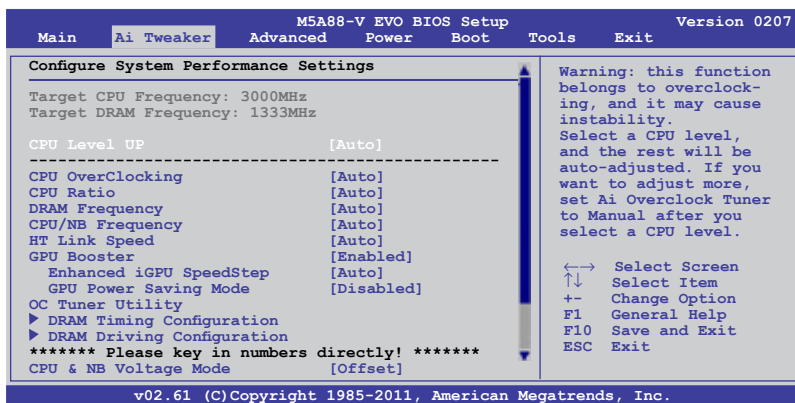 M5A88-V EVO BIOS Setup Version 0207
Main Ai Tweaker Advanced Power Boot Tools Exit
Configure System Performance Settings
Target CPU Frequency: 3000MHz
Target DRAM Frequency: 1333MHz
CPU Level UP [Auto]
--------------------------------------------------
CPU OverClocking [Auto]
CPU Ratio [Auto]
DRAM Frequency [Auto]
CPU/NB Frequency [Auto]
HT Link Speed [Auto]
GPU Booster [Enabled]
Enhanced iGPU SpeedStep [Auto]
GPU Power Saving Mode [Disabled]
OC Tuner Utility
DRAM Timing Configuration
DRAM Driving Configuration
******* Please key in numbers directly! *******
CPU & NB Voltage Mode [Offset]
Warning: this function
belongs to overclock-
ing, and it may cause
instability.
Select a CPU level,
and the rest will be
auto-adjusted. If you
want to adjust more,
set Ai Overclock Tuner
to Manual after you
select a CPU level.
←→ Select Screen
↑↓ Select Item
+- Change Option
F1 General Help
F10 Save and Exit
ESC Exit
v02.61 (C)Copyright 1985-2011, American Megatrends, Inc.